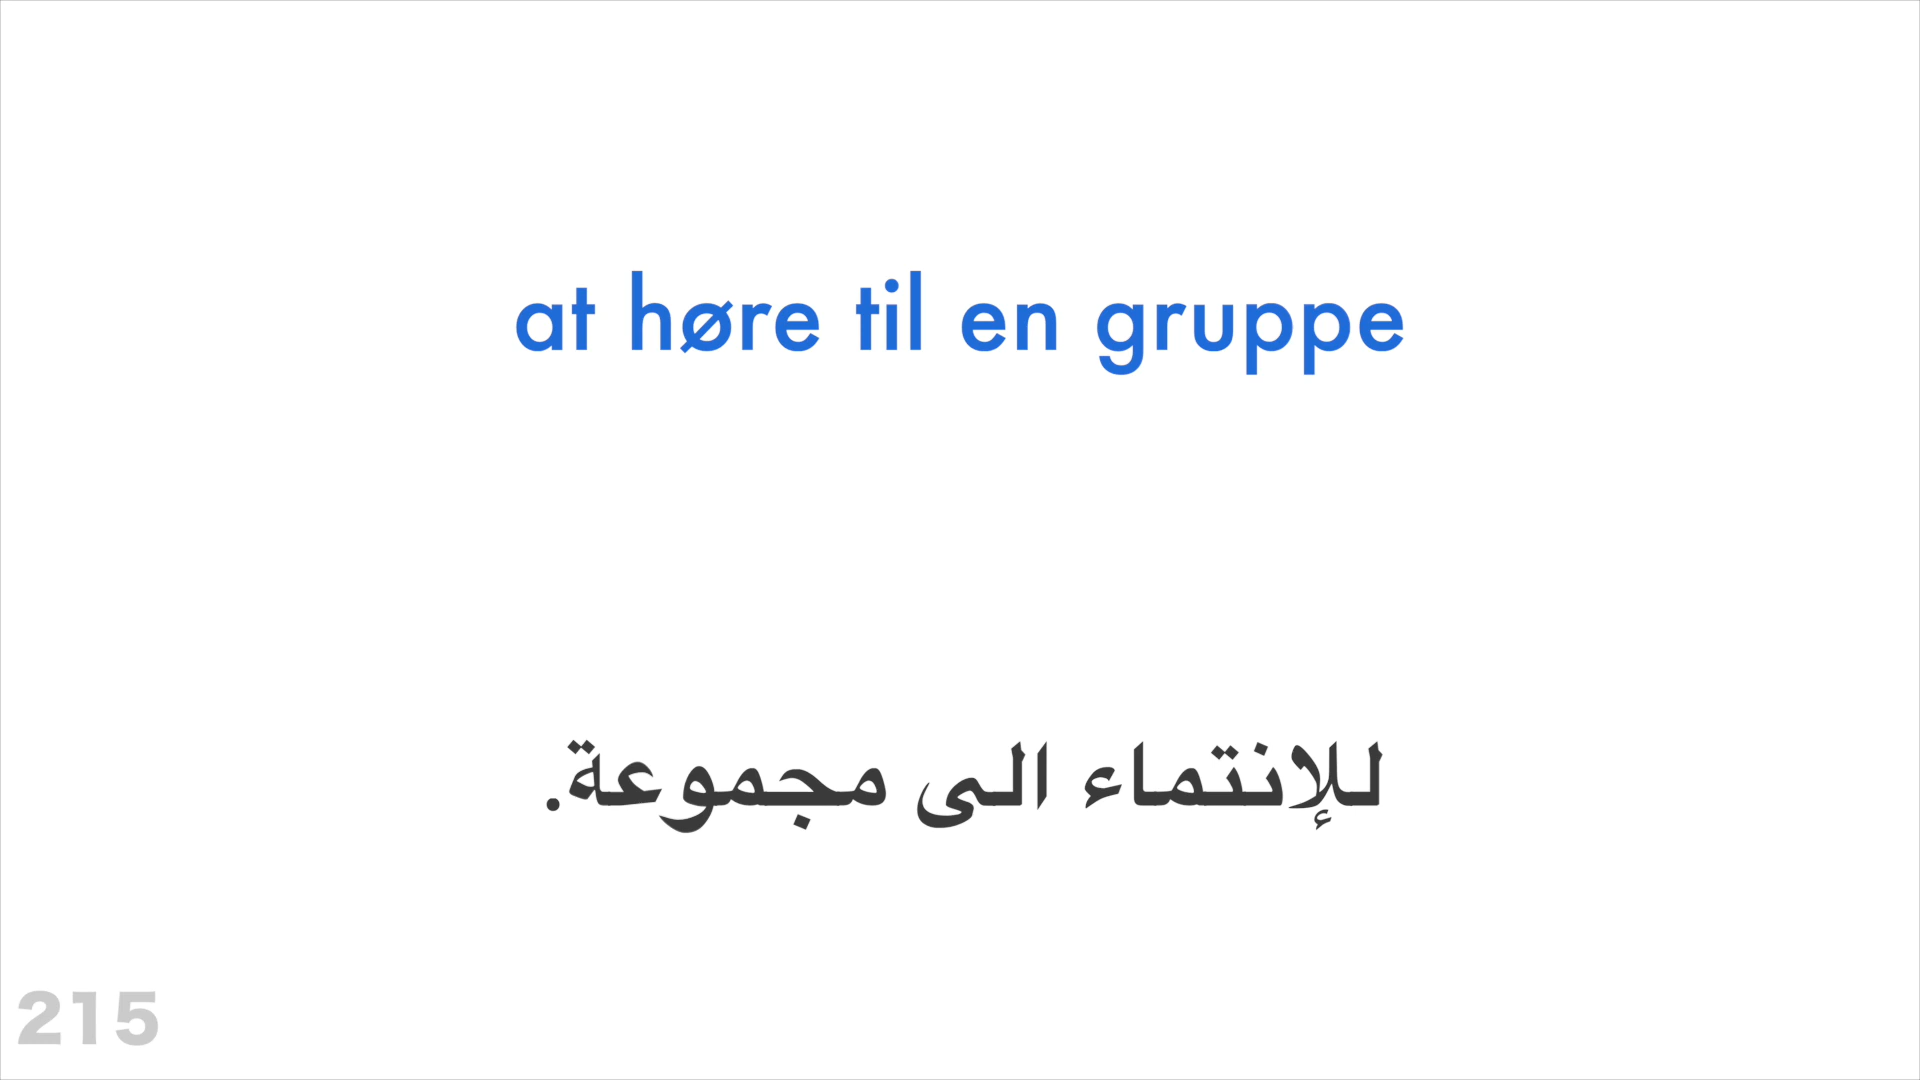 at høre til en gruppe
للإنتماء الى مجموعة.
215